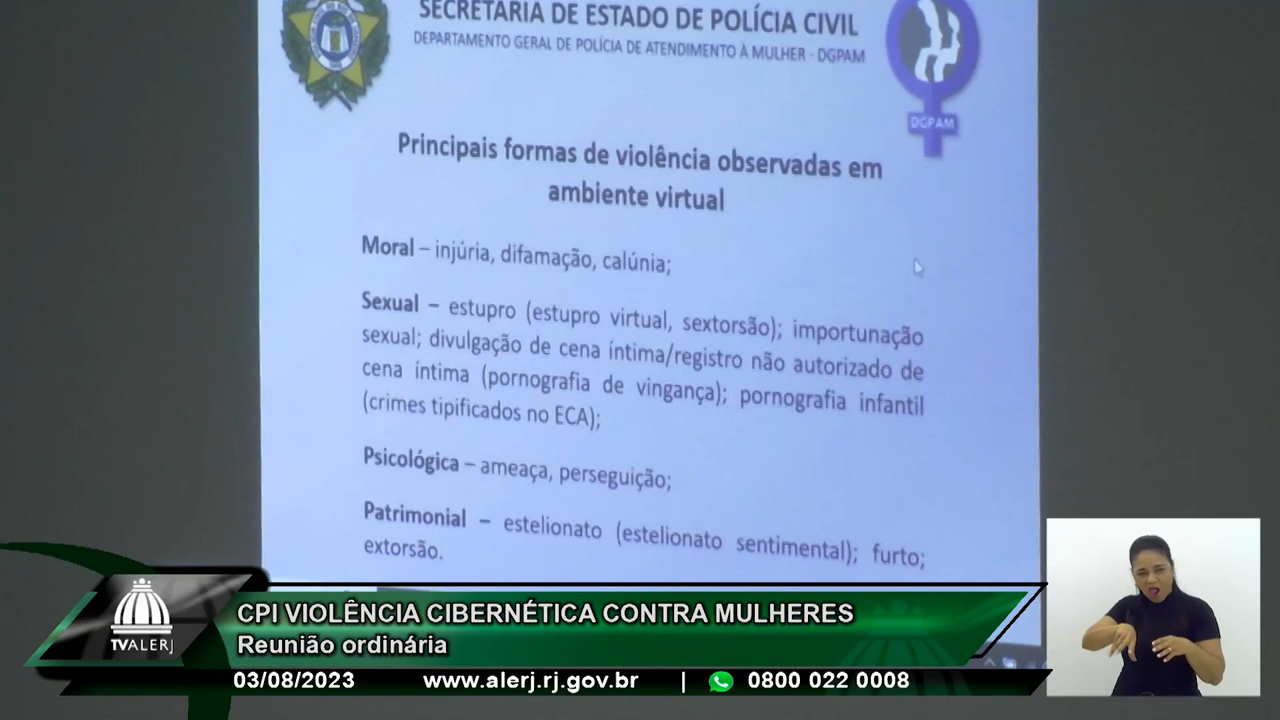 SECRETARIA DE ESTADO DE POLÍCIA CIVIL
DEPARTAMENTO GERAL DE POLÍCIA DE ATENDIMENTO À MULHER - DGPAM
DGPAM
Principais formas de violência observadas em
ambiente virtual
Moral – injúria, difamação, calúnia;
Sexual – estupro (estupro virtual, sextorsão); importunação
sexual; divulgação de cena íntima/registro não autorizado de
cena íntima (pornografia de vingança); pornografia infantil
(crimes tipificados no ECA);
Psicológica – ameaça, perseguição;
Patrimonial – estelionato (estelionato sentimental); furto;
extorsão.
TVALERJ
CPI VIOLÊNCIA CIBERNÉTICA CONTRA MULHERES
Reunião ordinária
03/08/2023 www.alerj.rj.gov.br | 0800 022 0008